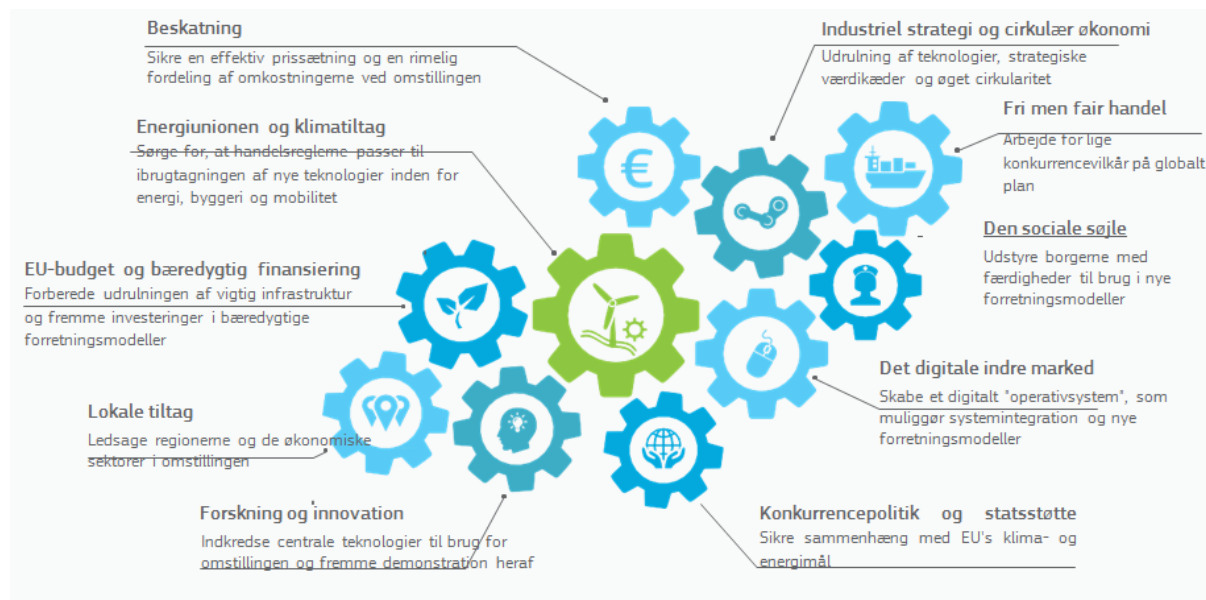 Beskatning
Sikre en effektiv prissætning og en rimelig
fordeling af omkostningerne ved omstillingen
Industriel strategi og cirkulær økonomi
Udrulning af teknologier, strategiske
værdikæder og øget cirkularitet
Energiunionen og klimatiltag
Sørge for, at handelsreglerne passer til
ibrugtagningen af nye teknologier inden for
energi, byggeri og mobilitet
Fri men fair handel
Arbejde for lige
konkurrencevilkår på globalt
plan
Den sociale søjle
Udstyre borgerne med
færdigheder til brug i nye
forretningsmodeller
EU-budget og bæredygtig finansiering
Forberede udrulningen af vigtig infrastruktur
og fremme investeringer i bæredygtige
forretningsmodeller
Det digitale indre marked
Skabe et digitalt "operativsystem", som
muliggør systemintegration og nye
forretningsmodeller
Lokale tiltag
Ledsage regionerne og de økonomiske
sektorer i omstillingen
Forskning og innovation
Indkredse centrale teknologier til brug for
omstillingen og fremme demonstration heraf
Konkurrencepolitik og statsstøtte
Sikre sammenhæng med EU's klima- og
energimål